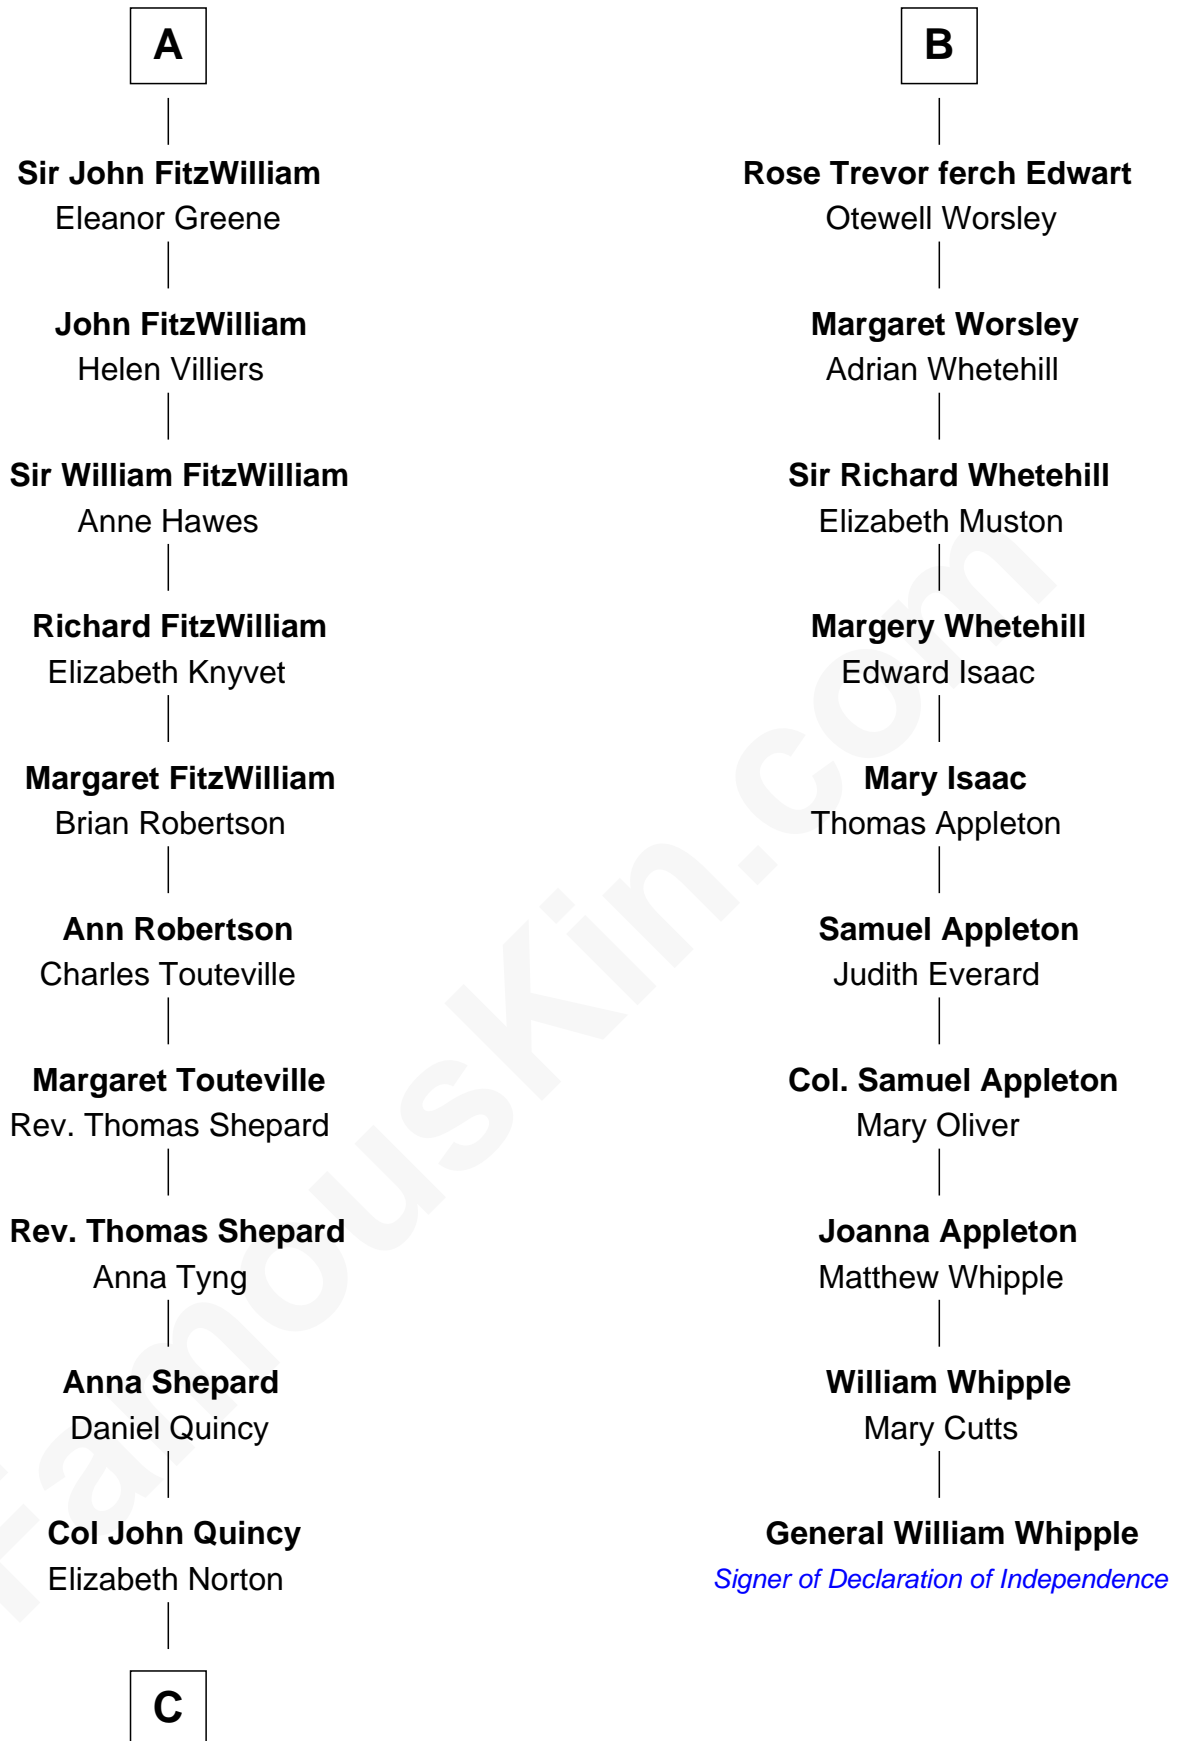 A
Sir John FitzWilliam
Eleanor Greene
John FitzWilliam
Helen Villiers
Sir William FitzWilliam
Anne Hawes
Richard FitzWilliam
Elizabeth Knyvet
Margaret FitzWilliam
Brian Robertson
Ann Robertson
Charles Touteville
Margaret Touteville
Rev. Thomas Shepard
Rev. Thomas Shepard
Anna Tyng
Anna Shepard
Daniel Quincy
Col John Quincy
Elizabeth Norton
C
B
Rose Trevor ferch Edwart
Otewell Worsley
Margaret Worsley
Adrian Whetehill
Sir Richard Whetehill
Elizabeth Muston
Margery Whetehill
Edward Isaac
Mary Isaac
Thomas Appleton
Samuel Appleton
Judith Everard
Col. Samuel Appleton
Mary Oliver
Joanna Appleton
Matthew Whipple
William Whipple
Mary Cutts
General William Whipple
Signer of Declaration of Independence
FamousKin.com